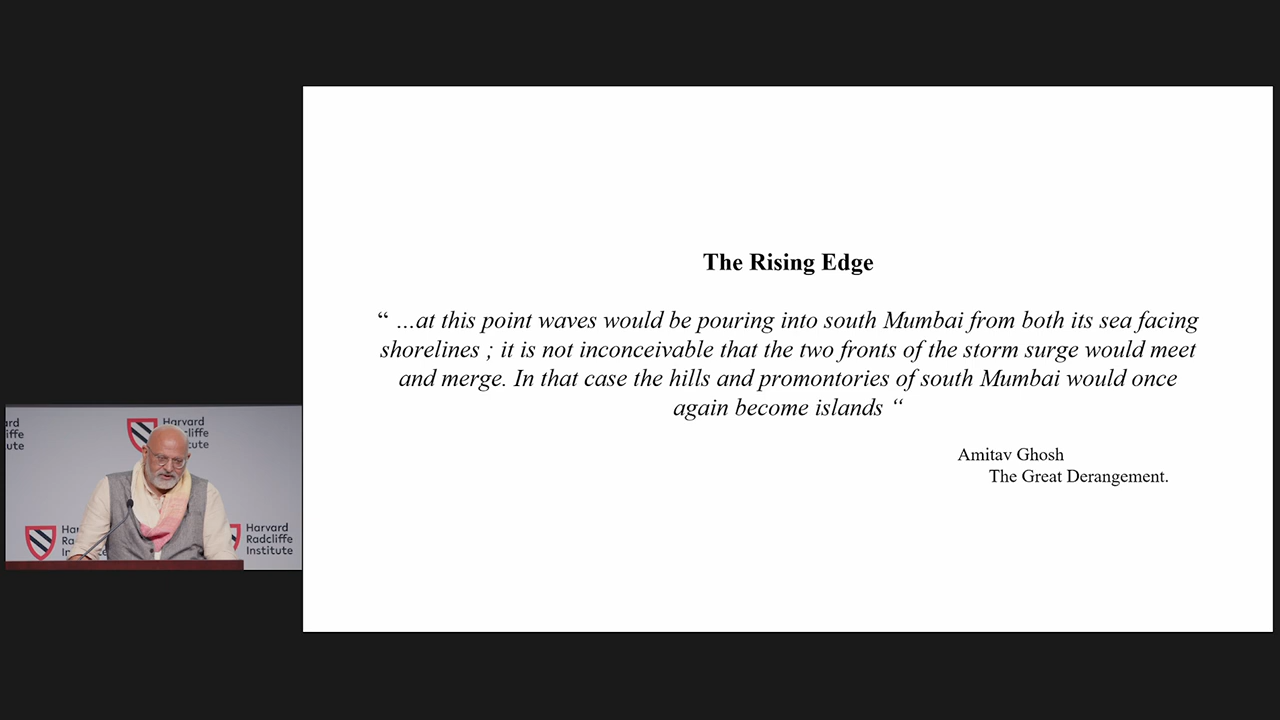 The Rising Edge
“ ...at this point waves would be pouring into south Mumbai from both its sea facing
shorelines ; it is not inconceivable that the two fronts of the storm surge would meet
and merge. In that case the hills and promontories of south Mumbai would once
again become islands “
Amitav Ghosh
The Great Derangement.
Harvard
Radcliffe
Institute